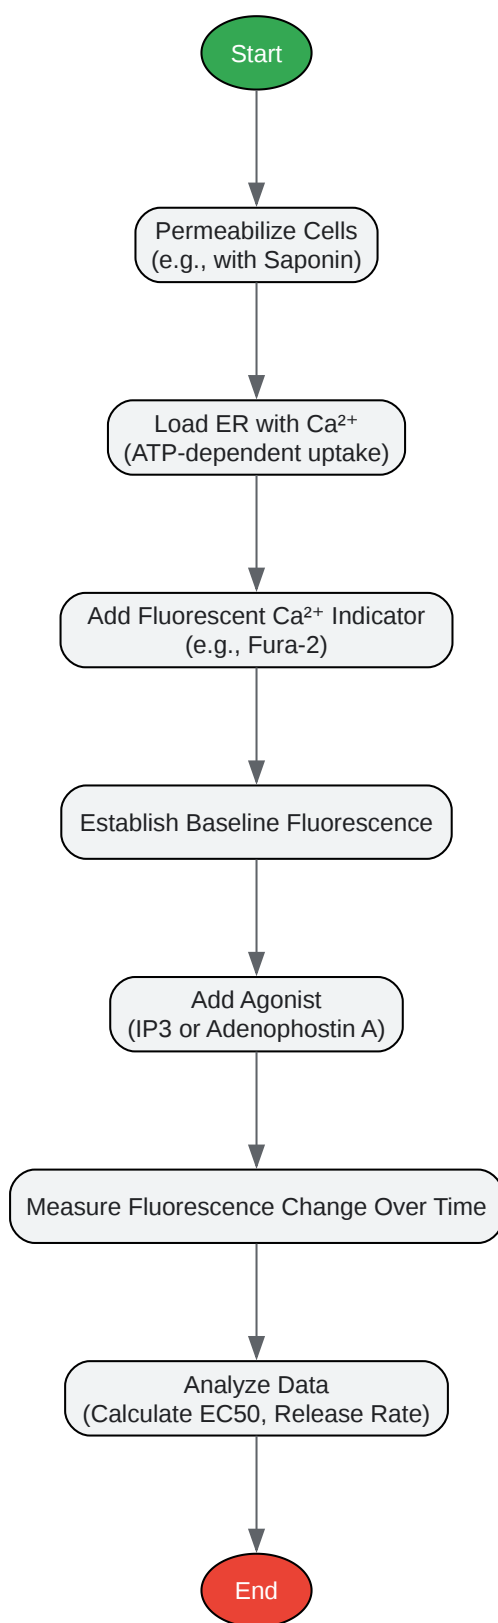 Start
Permeabilize Cells
(e.g., with Saponin)
Load ER with Ca²⁺
(ATP-dependent uptake)
Add Fluorescent Ca²⁺ Indicator
(e.g., Fura-2)
Establish Baseline Fluorescence
Add Agonist
(IP3 or Adenophostin A)
Measure Fluorescence Change Over Time
Analyze Data
(Calculate EC50, Release Rate)
End